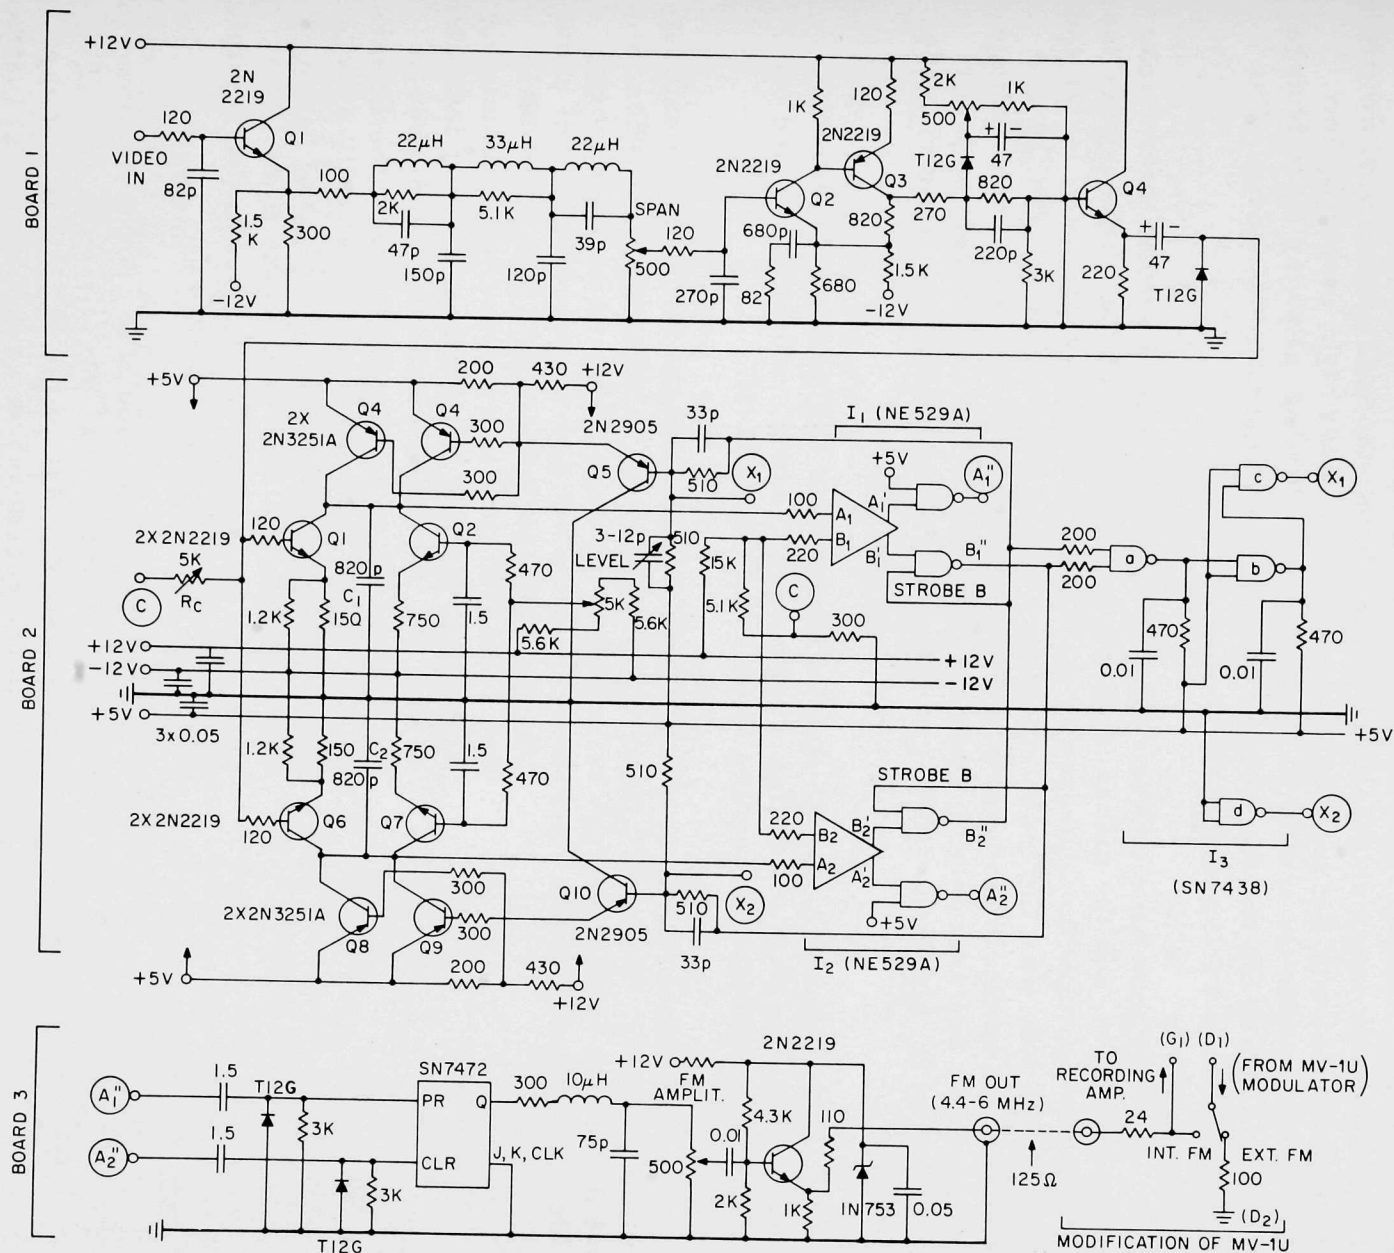 BOARD 1
+12V
2N
2219
120
Q1
VIDEO
IN
82p
1.5
K
300
-12V
100
22µH
33µH
22µH
2K
47p
5.1K
39p
150p
120p
SPAN
500
120
270p
2N2219
Q2
680p
82
680
1K
2N2219
120
Q3
820
1.5K
-12V
270
2K
500
1K
T12G
47
820
220p
3K
Q4
220
47
T12G
BOARD 2
+5V
200
430
+12V
Q4
Q4
2X
2N3251A
300
300
2N2905
Q5
33p
510
X1
I1 (NE529A)
+5V
A1''
100
A1
A1'
B1
B1'
B1''
220
STROBE B
2X2N2219
5K
RC
C
120
Q1
Q2
820
p
C1
1.2K
150
750
1.5
470
3-12p
LEVEL
510
5K
5.6K
5.6K
15K
5.1K
C
300
200
200
a
b
c
X1
470
0.01
0.01
470
+12V
-12V
+5V
3x0.05
+12V
-12V
+5V
1.2K
150
C2
820
p
750
1.5
470
510
2X2N2219
120
Q6
Q7
STROBE B
220
B2
B2'
B2''
A2
A2'
100
A2''
+5V
d
X2
I3
(SN7438)
300
Q10
2N2905
510
X2
33p
I2 (NE529A)
2X2N3251A
Q8
Q9
300
+5V
200
430
+12V
BOARD 3
A1''
1.5
T12G
3K
A2''
1.5
3K
T12G
SN7472
PR
Q
CLR
J, K, CLK
300
10µH
75p
+12V
FM
AMPLIT.
500
0.01
4.3K
2K
2N2219
110
1K
1N753
0.05
FM OUT
(4.4-6 MHz)
125Ω
TO
RECORDING
AMP.
24
(G1)
(D1)
(FROM MV-1U
MODULATOR)
INT. FM
EXT. FM
100
(D2)
MODIFICATION OF MV-1U